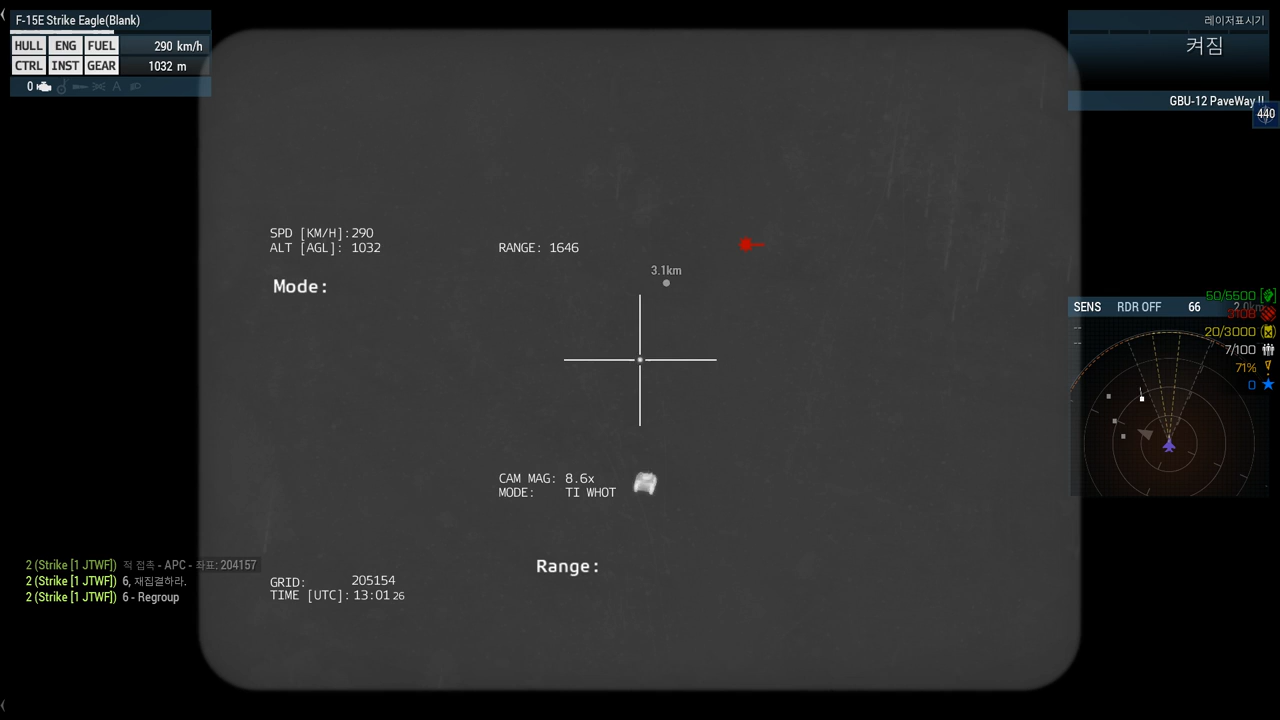 F-15E Strike Eagle(Blank)
HULL ENG FUEL 290 km/h
CTRL INST GEAR 1032 m
0 A
레이저표시기
켜짐
GBU-12 PaveWay II
440
SPD [KM/H]: 290
ALT [AGL]: 1032
RANGE: 1646
3.1km
Mode:
50/5500
SENS RDR OFF 66 2.0km
3108
20/3000
7/100
71%
0
CAM MAG: 8.6x
MODE: TI WHOT
Range:
2 (Strike [1 JTWF]) 적 접촉 - APC - 좌표: 204157
2 (Strike [1 JTWF]) 6, 재집결하라.
2 (Strike [1 JTWF]) 6 - Regroup
GRID: 205154
TIME [UTC]: 13:01 26